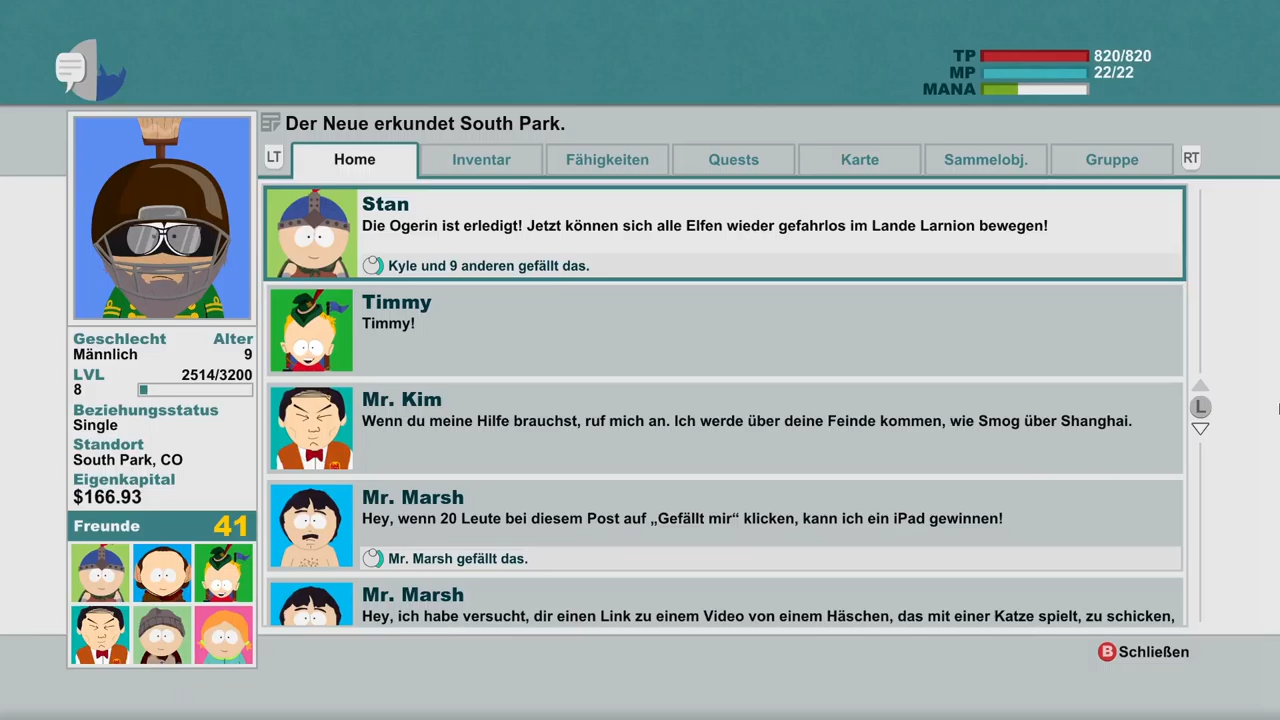 TP 820/820
MP 22/22
MANA
Der Neue erkundet South Park.
LT Home Inventar Fähigkeiten Quests Karte Sammelobj. Gruppe RT
Geschlecht Alter
Männlich 9
LVL 2514/3200
8
Beziehungsstatus
Single
Standort
South Park, CO
Eigenkapital
$166.93
Freunde 41
Stan
Die Ogerin ist erledigt! Jetzt können sich alle Elfen wieder gefahrlos im Lande Larnion bewegen!
Kyle und 9 anderen gefällt das.
Timmy
Timmy!
Mr. Kim
Wenn du meine Hilfe brauchst, ruf mich an. Ich werde über deine Feinde kommen, wie Smog über Shanghai.
Mr. Marsh
Hey, wenn 20 Leute bei diesem Post auf „Gefällt mir“ klicken, kann ich ein iPad gewinnen!
Mr. Marsh gefällt das.
Mr. Marsh
Hey, ich habe versucht, dir einen Link zu einem Video von einem Häschen, das mit einer Katze spielt, zu schicken,
L
B Schließen